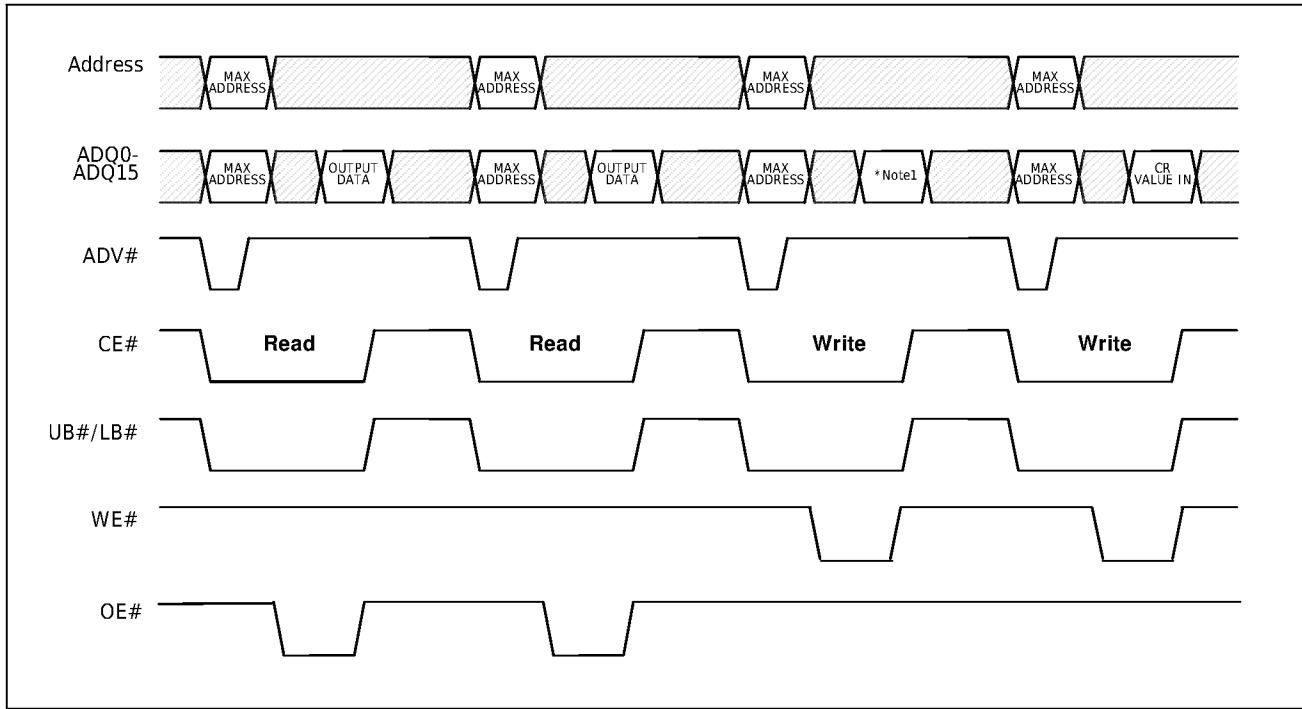 Address
MAX
ADDRESS
MAX
ADDRESS
MAX
ADDRESS
MAX
ADDRESS
ADQ0-
ADQ15
MAX
ADDRESS
OUTPUT
DATA
MAX
ADDRESS
OUTPUT
DATA
MAX
ADDRESS
*Note1
MAX
ADDRESS
CR
VALUE IN
ADV#
CE#
Read
Read
Write
Write
UB#/LB#
WE#
OE#